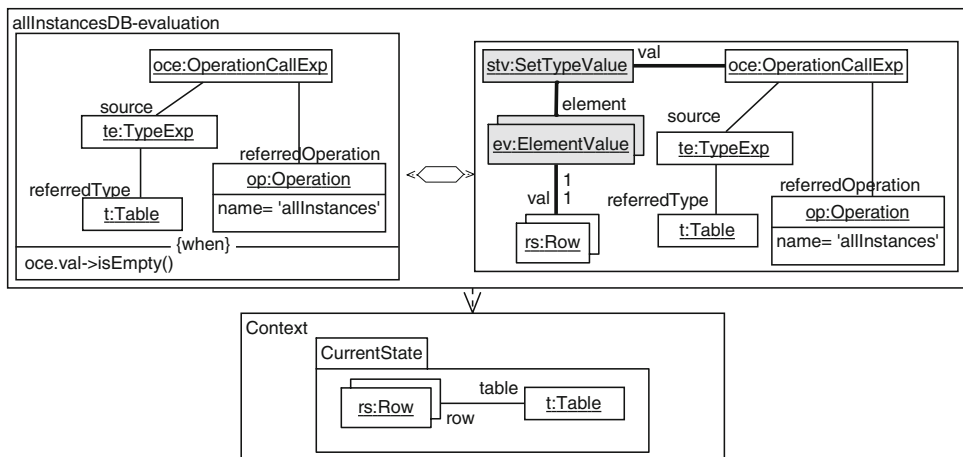 allInstancesDB-evaluation
oce:OperationCallExp
source
te:TypeExp
referredOperation
op:Operation
name= 'allInstances'
referredType
t:Table
{when}
oce.val->isEmpty()
stv:SetTypeValue
val
oce:OperationCallExp
element
source
ev:ElementValue
te:TypeExp
1
referredOperation
val 1
referredType
op:Operation
rs:Row
t:Table
name= 'allInstances'
Context
CurrentState
rs:Row
table
row
t:Table